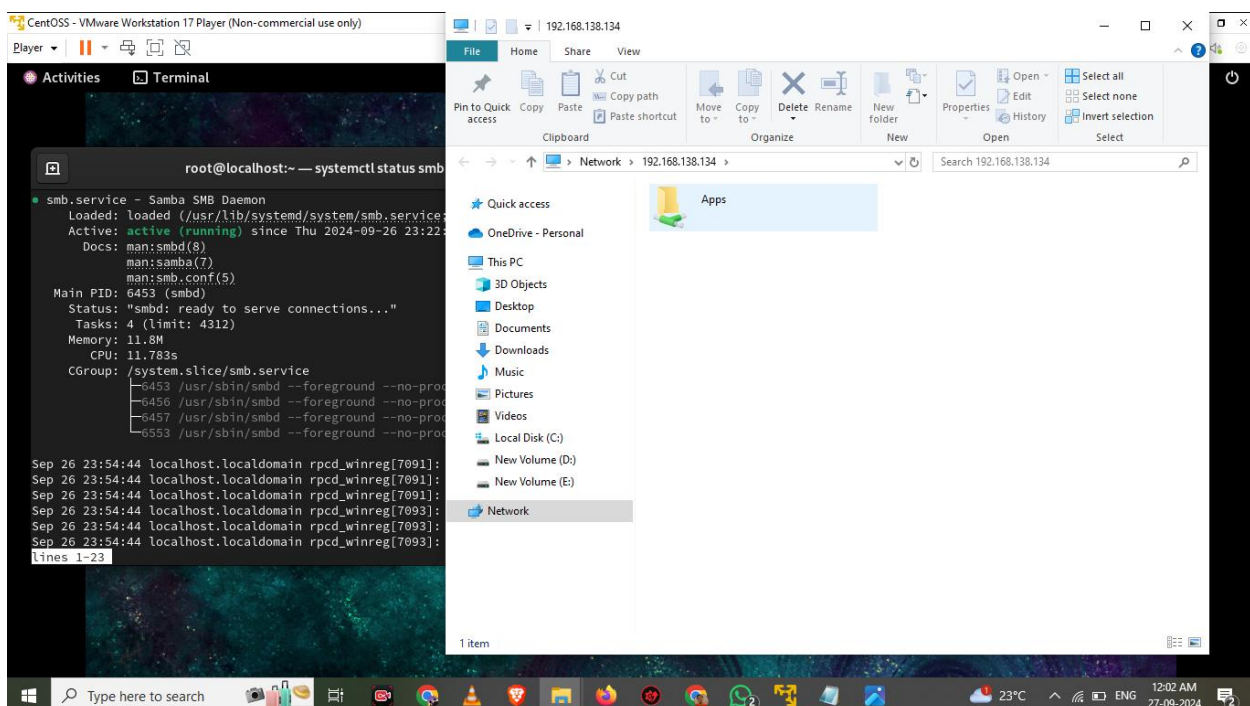 CentOSS - VMware Workstation 17 Player (Non-commercial use only)
Player
Activities
Terminal
root@localhost:~ — systemctl status smb
● smb.service - Samba SMB Daemon
Loaded: loaded (/usr/lib/systemd/system/smb.service;
Active: active (running) since Thu 2024-09-26 23:22:
Docs: man:smbd(8)
man:samba(7)
man:smb.conf(5)
Main PID: 6453 (smbd)
Status: "smbd: ready to serve connections..."
Tasks: 4 (limit: 4312)
Memory: 11.8M
CPU: 11.783s
CGroup: /system.slice/smb.service
├─6453 /usr/sbin/smbd --foreground --no-proc
├─6456 /usr/sbin/smbd --foreground --no-proc
├─6457 /usr/sbin/smbd --foreground --no-proc
└─6553 /usr/sbin/smbd --foreground --no-proc
Sep 26 23:54:44 localhost.localdomain rpcd_winreg[7091]:
Sep 26 23:54:44 localhost.localdomain rpcd_winreg[7091]:
Sep 26 23:54:44 localhost.localdomain rpcd_winreg[7091]:
Sep 26 23:54:44 localhost.localdomain rpcd_winreg[7093]:
Sep 26 23:54:44 localhost.localdomain rpcd_winreg[7093]:
Sep 26 23:54:44 localhost.localdomain rpcd_winreg[7093]:
lines 1-23
192.168.138.134
File Home Share View
Pin to Quick access
Copy
Paste
Cut
Copy path
Paste shortcut
Clipboard
Move to
Copy to
Delete
Rename
Organize
New folder
New
Properties
Open
Edit
History
Open
Select all
Select none
Invert selection
Select
Network > 192.168.138.134 >
Search 192.168.138.134
Quick access
OneDrive - Personal
This PC
3D Objects
Desktop
Documents
Downloads
Music
Pictures
Videos
Local Disk (C:)
New Volume (D:)
New Volume (E:)
Network
Apps
1 item
Type here to search
23°C
ENG
12:02 AM
27-09-2024